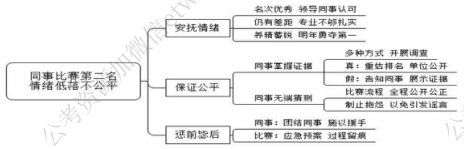 同事比赛第二名
情绪低落不公平
安抚情绪
名次优秀 领导同事认可
仍有差距 专业不够扎实
养精蓄锐 明年勇夺第一
保证公平
同事掌握证据
多种方式 开展调查
真：重估排名 单位公开
假：告知同事 展示证据
同事无端猜测
比赛流程 全程公开公正
制止抱怨 以免引发谣言
惩前毖后
同事：团结同事 施以援手
比赛：应急预案 过程留痕